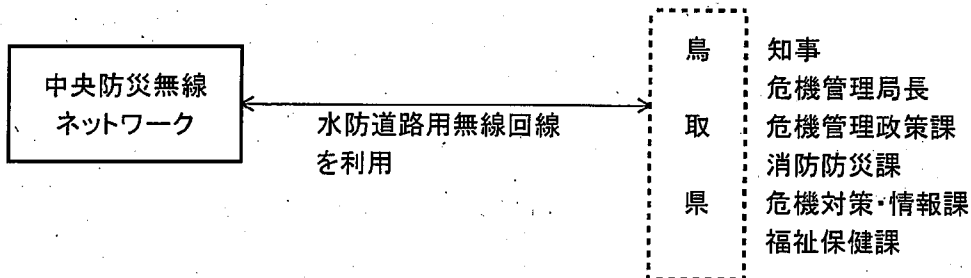 中央防災無線
ネットワーク
水防道路用無線回線
を利用
鳥
取
県
知事
危機管理局長
危機管理政策課
消防防災課
危機対策・情報課
福祉保健課